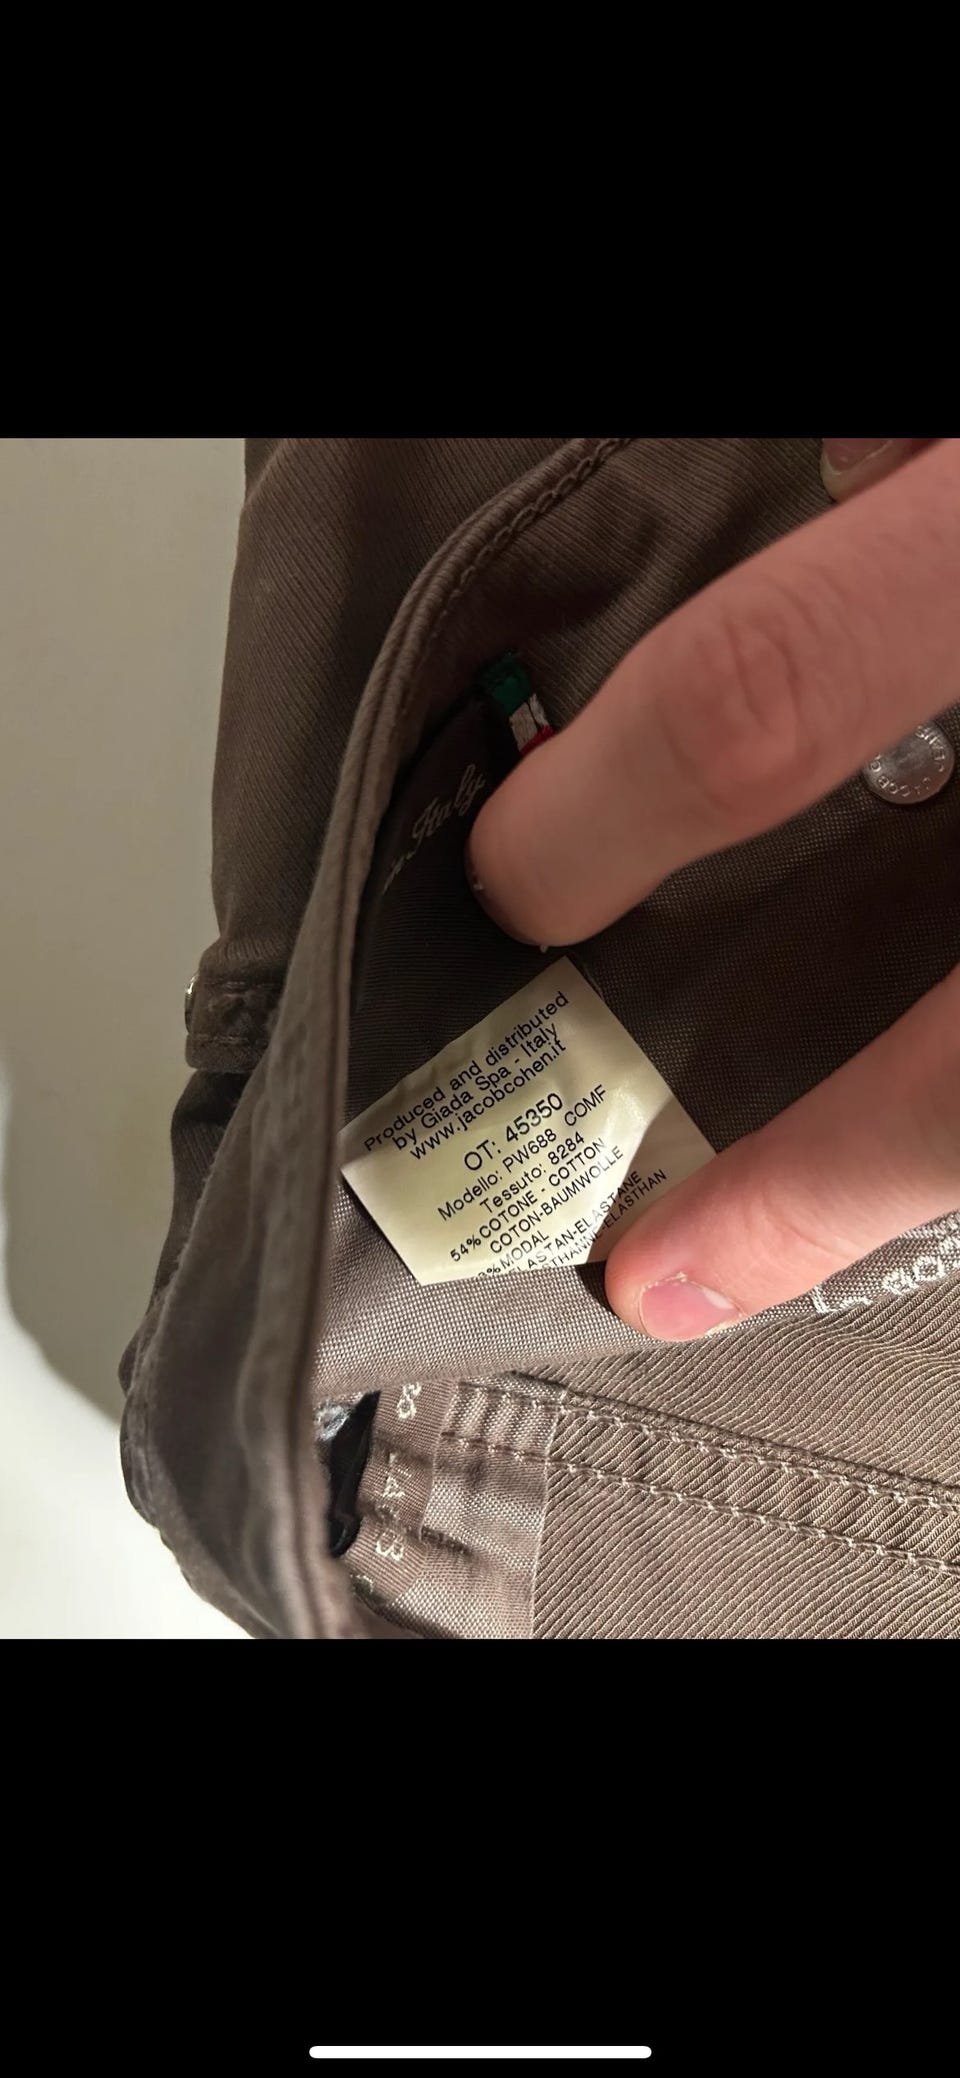 Italy
Produced and distributed
by Giada Spa - Italy
www.jacobcohen.it
OT: 45350
Modello: PW688 COMF
Tessuto: 8284
54%COTONE - COTTON
COTON-BAUMWOLLE
%MODAL